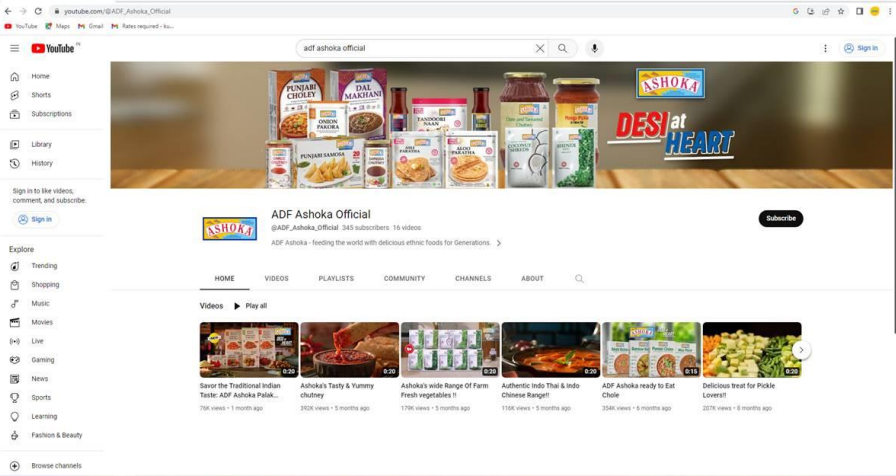 youtube.com/@ADF_Ashoka_Official
YouTube
Maps
Gmail
Rates required - ku...
YouTube
IN
adf ashoka official
Sign in
Home
Shorts
Subscriptions
Library
History
Sign in to like videos,
comment, and subscribe.
Sign in
Explore
Trending
Shopping
Music
Movies
Live
Gaming
News
Sports
Learning
Fashion & Beauty
Browse channels
PUNJABI
CHOLEY
DAL
MAKHANI
ONION
PAKORA
PUNJABI SAMOSA
TANDOORI
NAAN
ALOO
PARATHA
COCONUT
SHREDS
ASHOKA
DESI at
HEART
ASHOKA
ADF Ashoka Official
@ADF_Ashoka_Official 345 subscribers 16 videos
ADF Ashoka - feeding the world with delicious ethnic foods for Generations.
Subscribe
HOME
VIDEOS
PLAYLISTS
COMMUNITY
CHANNELS
ABOUT
Videos
Play all
0:20
0:20
0:20
0:20
0:15
0:20
Savor the Traditional Indian
Taste: ADF Ashoka Palak...
76K views • 1 month ago
Ashoka's Tasty & Yummy
chutney
392K views • 5 months ago
Ashoka's wide Range Of Farm
Fresh vegetables !!
179K views • 5 months ago
Authentic Indo Thai & Indo
Chinese Range!!
116K views • 5 months ago
ADF Ashoka ready to Eat
Chole
354K views • 6 months ago
Delicious treat for Pickle
Lovers!!
207K views • 8 months ago